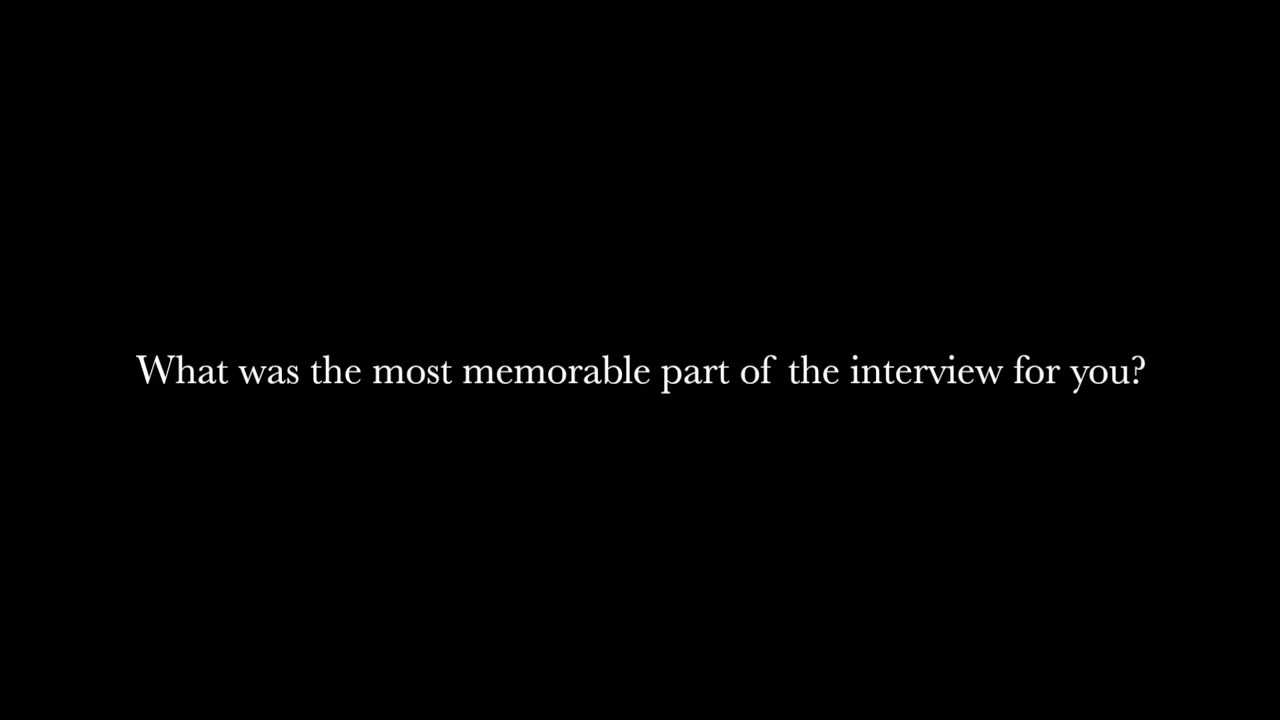 What was the most memorable part of the interview for you?